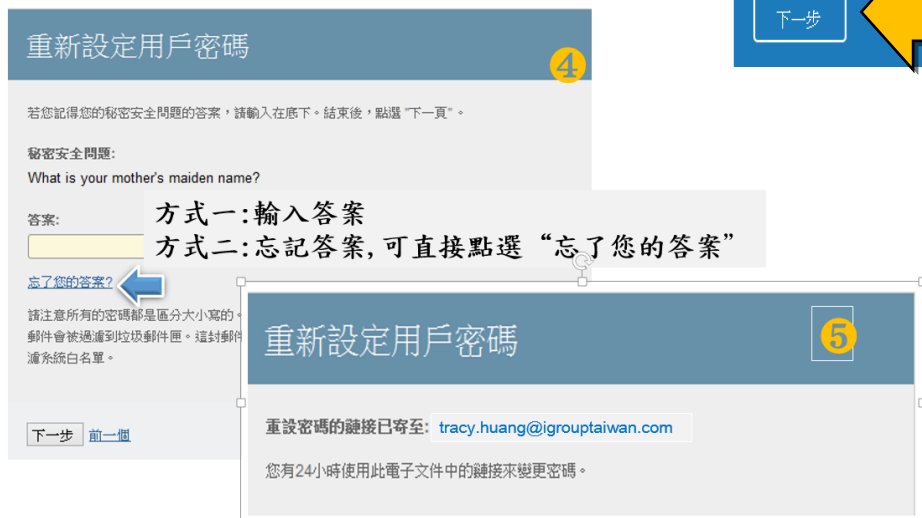 下一步
重新設定用戶密碼
4
若您記得您的秘密安全問題的答案，請輸入在底下。結束後，點選 "下一頁"。
秘密安全問題:
What is your mother's maiden name?
答案:
方式一:輸入答案
方式二:忘記答案,可直接點選“忘了您的答案”
忘了您的答案?
請注意所有的密碼都是區分大小寫的。
郵件會被過濾到垃圾郵件匣。這封郵件
濾系統白名單。
下一步 前一個
重新設定用戶密碼
5
重設密碼的鏈接已寄至: tracy.huang@igrouptaiwan.com
您有24小時使用此電子文件中的鏈接來變更密碼。